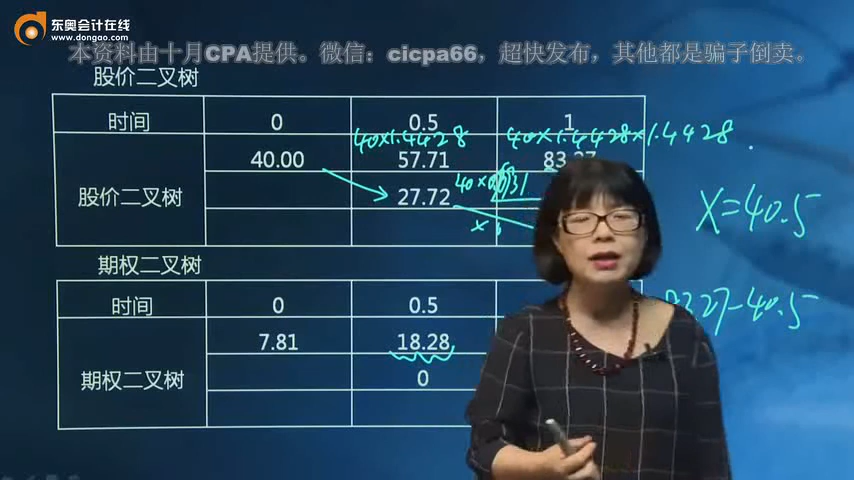 东奥会计在线
www.dongao.com
本资料由十月CPA提供。微信：cicpa66，超快发布，其他都是骗子倒卖。
股价二叉树
时间 0 0.5 1
40×1.4428 40×1.4428×1.4428
股价二叉树 40.00 57.71 83.27
27.72
X=40.5
期权二叉树
时间 0 0.5
83.27-40.5
期权二叉树 7.81 18.28
0